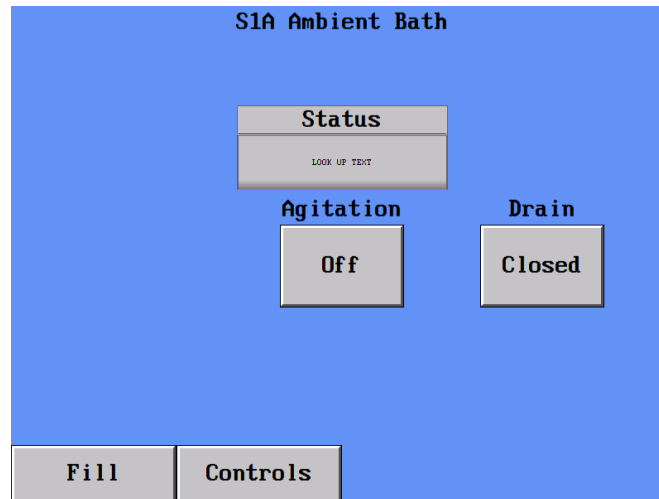 S1A Ambient Bath
Status
LOOK UP TEXT
Agitation Drain
Off Closed
Fill Controls